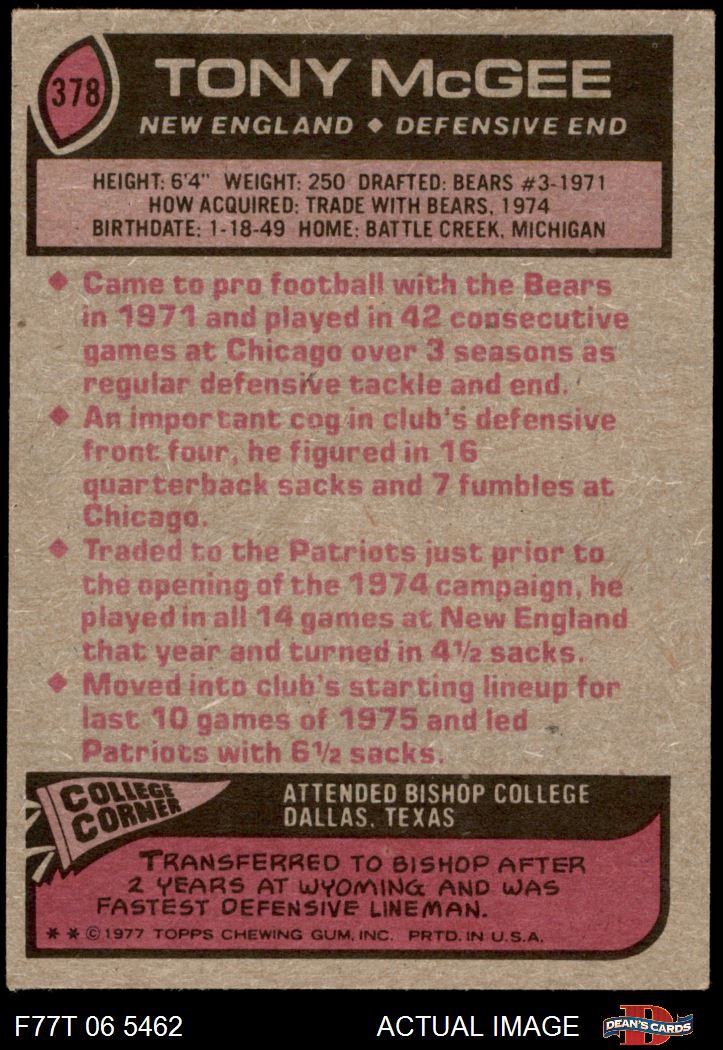 378
TONY McGEE
NEW ENGLAND ◆ DEFENSIVE END
HEIGHT: 6'4" WEIGHT: 250 DRAFTED: BEARS #3-1971
HOW ACQUIRED: TRADE WITH BEARS, 1974
BIRTHDATE: 1-18-49 HOME: BATTLE CREEK, MICHIGAN
◆ Came to pro football with the Bears
in 1971 and played in 42 consecutive
games at Chicago over 3 seasons as
regular defensive tackle and end.
◆ An important cog in club's defensive
front four, he figured in 16
quarterback sacks and 7 fumbles at
Chicago.
◆ Traded to the Patriots just prior to
the opening of the 1974 campaign, he
played in all 14 games at New England
that year and turned in 4½ sacks.
◆ Moved into club's starting lineup for
last 10 games of 1975 and led
Patriots with 6½ sacks.
COLLEGE
CORNER
ATTENDED BISHOP COLLEGE
DALLAS, TEXAS
TRANSFERRED TO BISHOP AFTER
2 YEARS AT WYOMING AND WAS
FASTEST DEFENSIVE LINEMAN.
* * © 1977 TOPPS CHEWING GUM, INC. PRTD. IN U.S.A.
F77T 06 5462 ACTUAL IMAGE
D
DEAN'S CARDS